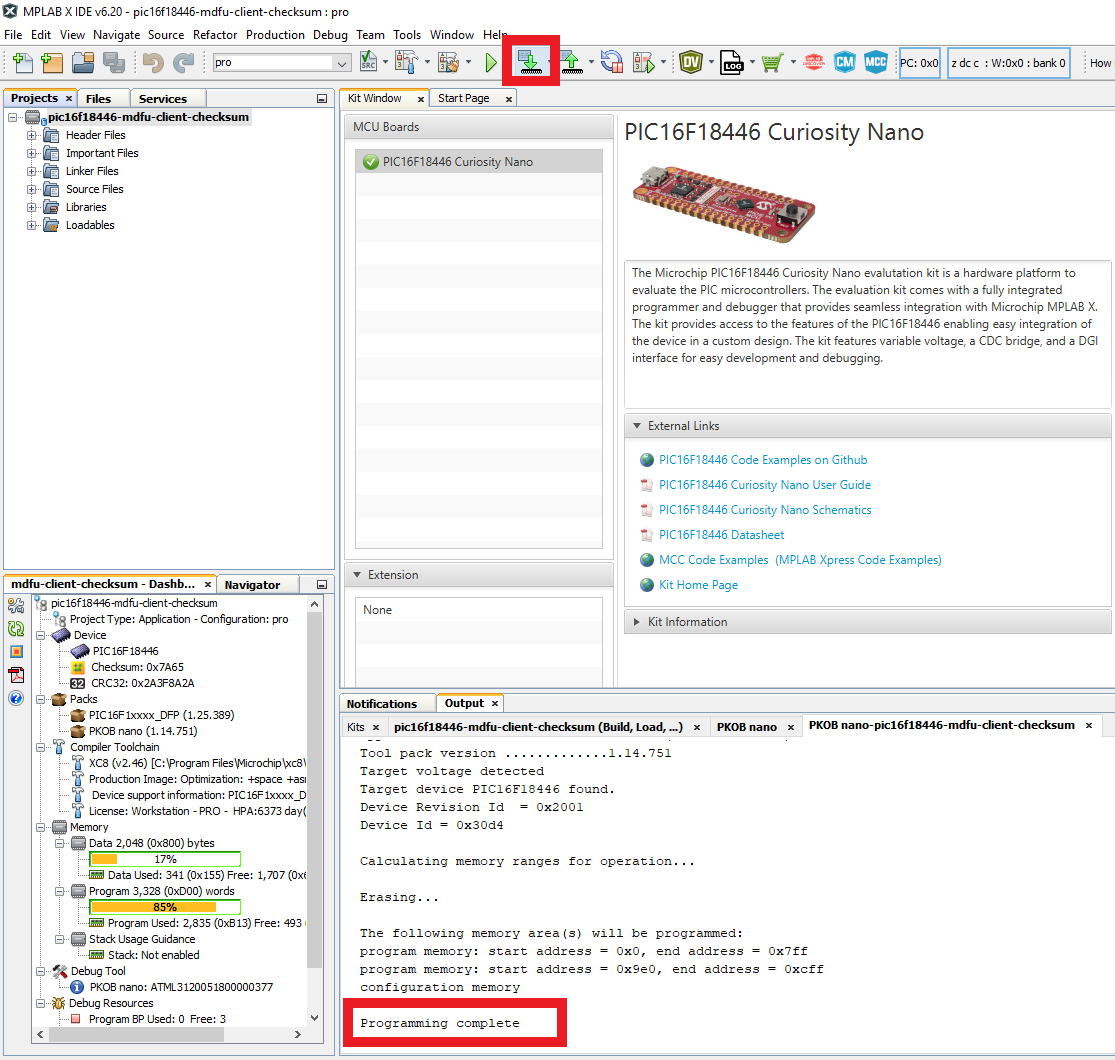 MPLAB X IDE v6.20 - pic16f18446-mdfu-client-checksum : pro
File Edit View Navigate Source Refactor Production Debug Team Tools Window Help
pro
SRC
DV
LOG
CM
MCC
PC: 0x0
z dc c : W:0x0 : bank 0
How
Projects
Files
Services
pic16f18446-mdfu-client-checksum
Header Files
Important Files
Linker Files
Source Files
Libraries
Loadables
Kit Window
Start Page
MCU Boards
PIC16F18446 Curiosity Nano
Extension
None
PIC16F18446 Curiosity Nano
The Microchip PIC16F18446 Curiosity Nano evalutation kit is a hardware platform to
evaluate the PIC microcontrollers. The evaluation kit comes with a fully integrated
programmer and debugger that provides seamless integration with Microchip MPLAB X.
The kit provides access to the features of the PIC16F18446 enabling easy integration of
the device in a custom design. The kit features variable voltage, a CDC bridge, and a DGI
interface for easy development and debugging.
External Links
PIC16F18446 Code Examples on Github
PIC16F18446 Curiosity Nano User Guide
PIC16F18446 Curiosity Nano Schematics
PIC16F18446 Datasheet
MCC Code Examples (MPLAB Xpress Code Examples)
Kit Home Page
Kit Information
mdfu-client-checksum - Dashb...
Navigator
pic16f18446-mdfu-client-checksum
Project Type: Application - Configuration: pro
Device
PIC16F18446
Checksum: 0x7A65
32 CRC32: 0x2A3F8A2A
Packs
PIC16F1xxxx_DFP (1.25.389)
PKOB nano (1.14.751)
Compiler Toolchain
XC8 (v2.46) [C:\Program Files\Microchip\xc8\
Production Image: Optimization: +space +asm
Device support information: PIC16F1xxxx_D
License: Workstation - PRO - HPA:6373 day(
Memory
Data 2,048 (0x800) bytes
17%
Data Used: 341 (0x155) Free: 1,707 (0x6
Program 3,328 (0xD00) words
85%
Program Used: 2,835 (0xB13) Free: 493
Stack Usage Guidance
Stack: Not enabled
Debug Tool
PKOB nano: ATML3120051800000377
Debug Resources
Program BP Used: 0 Free: 3
Notifications
Output
Kits
pic16f18446-mdfu-client-checksum (Build, Load, ...)
PKOB nano
PKOB nano-pic16f18446-mdfu-client-checksum
Tool pack version .............1.14.751
Target voltage detected
Target device PIC16F18446 found.
Device Revision Id = 0x2001
Device Id = 0x30d4
Calculating memory ranges for operation...
Erasing...
The following memory area(s) will be programmed:
program memory: start address = 0x0, end address = 0x7ff
program memory: start address = 0x9e0, end address = 0xcff
configuration memory
Programming complete